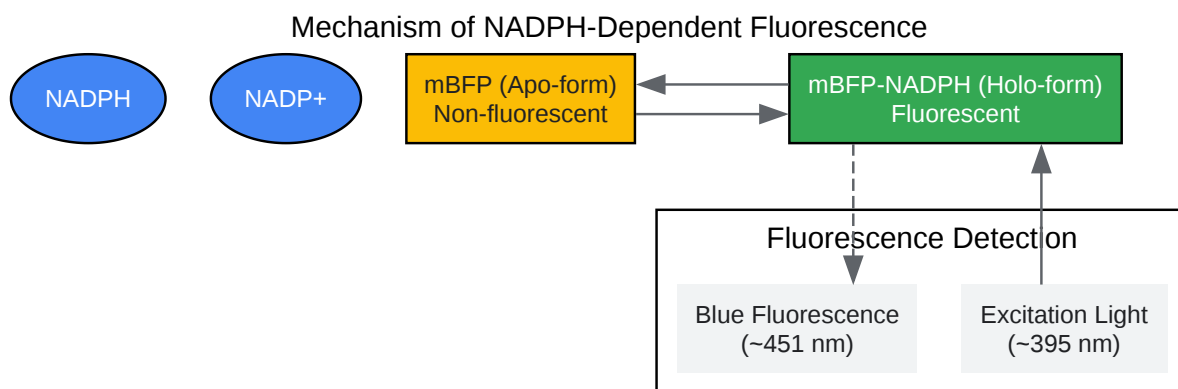 Mechanism of NADPH-Dependent Fluorescence
NADPH
NADP+
mBFP (Apo-form)
Non-fluorescent
mBFP-NADPH (Holo-form)
Fluorescent
Fluorescence Detection
Blue Fluorescence
(~451 nm)
Excitation Light
(~395 nm)